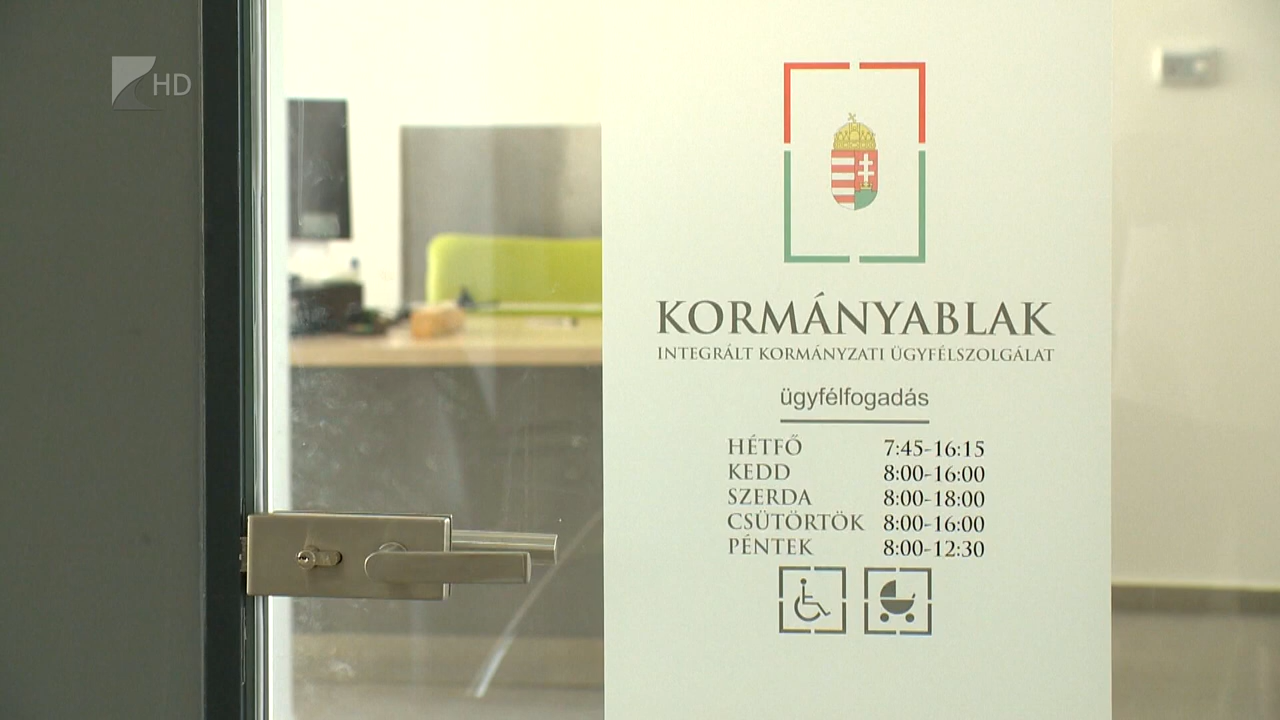 HD
KORMÁNYABLAK
INTEGRÁLT KORMÁNYZATI ÜGYFÉLSZOLGÁLAT
ügyfélfogadás
HÉTFŐ 7:45-16:15
KEDD 8:00-16:00
SZERDA 8:00-18:00
CSÜTÖRTÖK 8:00-16:00
PÉNTEK 8:00-12:30